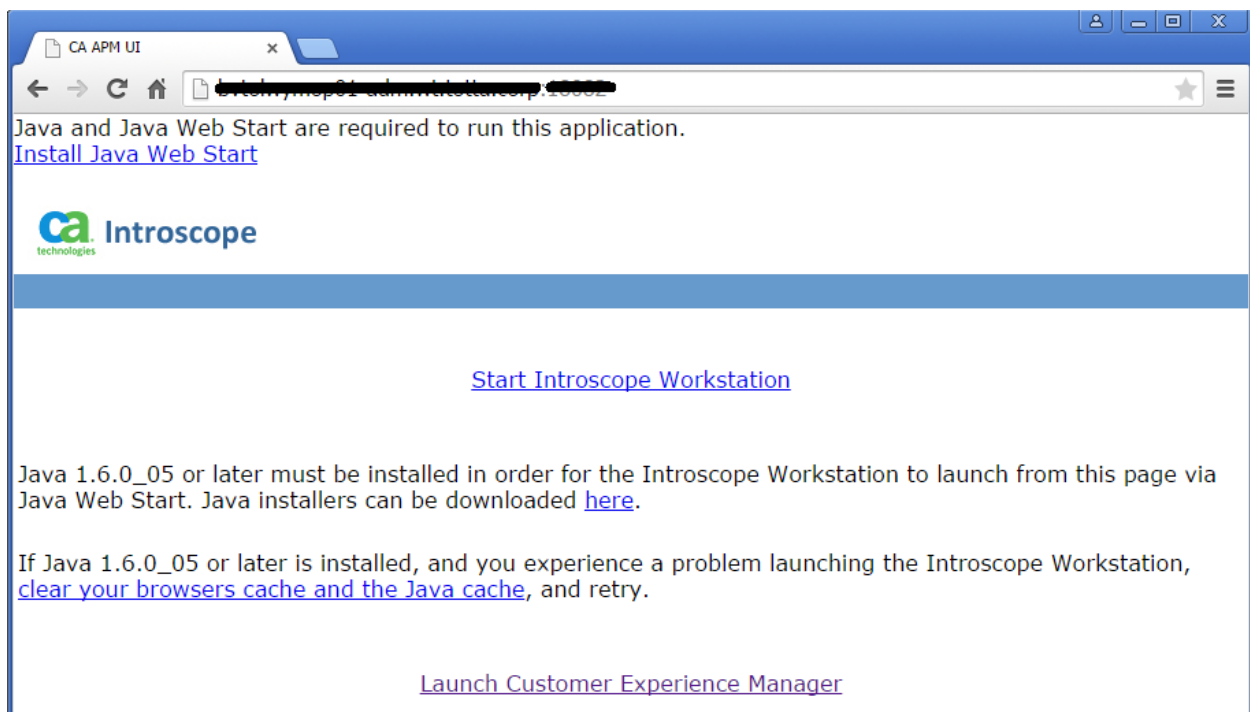 CA APM UI
Java and Java Web Start are required to run this application.
Install Java Web Start
ca technologies Introscope
Start Introscope Workstation
Java 1.6.0_05 or later must be installed in order for the Introscope Workstation to launch from this page via
Java Web Start. Java installers can be downloaded here.
If Java 1.6.0_05 or later is installed, and you experience a problem launching the Introscope Workstation,
clear your browsers cache and the Java cache, and retry.
Launch Customer Experience Manager